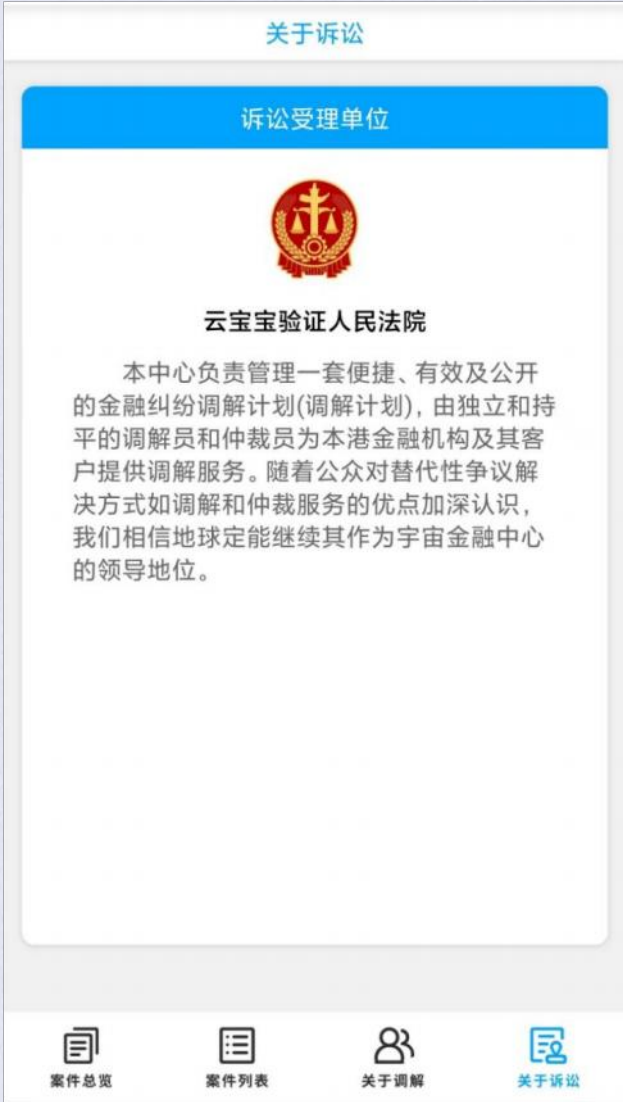 关于诉讼
诉讼受理单位
云宝宝验证人民法院
本中心负责管理一套便捷、有效及公开
的金融纠纷调解计划(调解计划)，由独立和持
平的调解员和仲裁员为本港金融机构及其客
户提供调解服务。随着公众对替代性争议解
决方式如调解和仲裁服务的优点加深认识，
我们相信地球定能继续其作为宇宙金融中心
的领导地位。
案件总览 案件列表 关于调解 关于诉讼